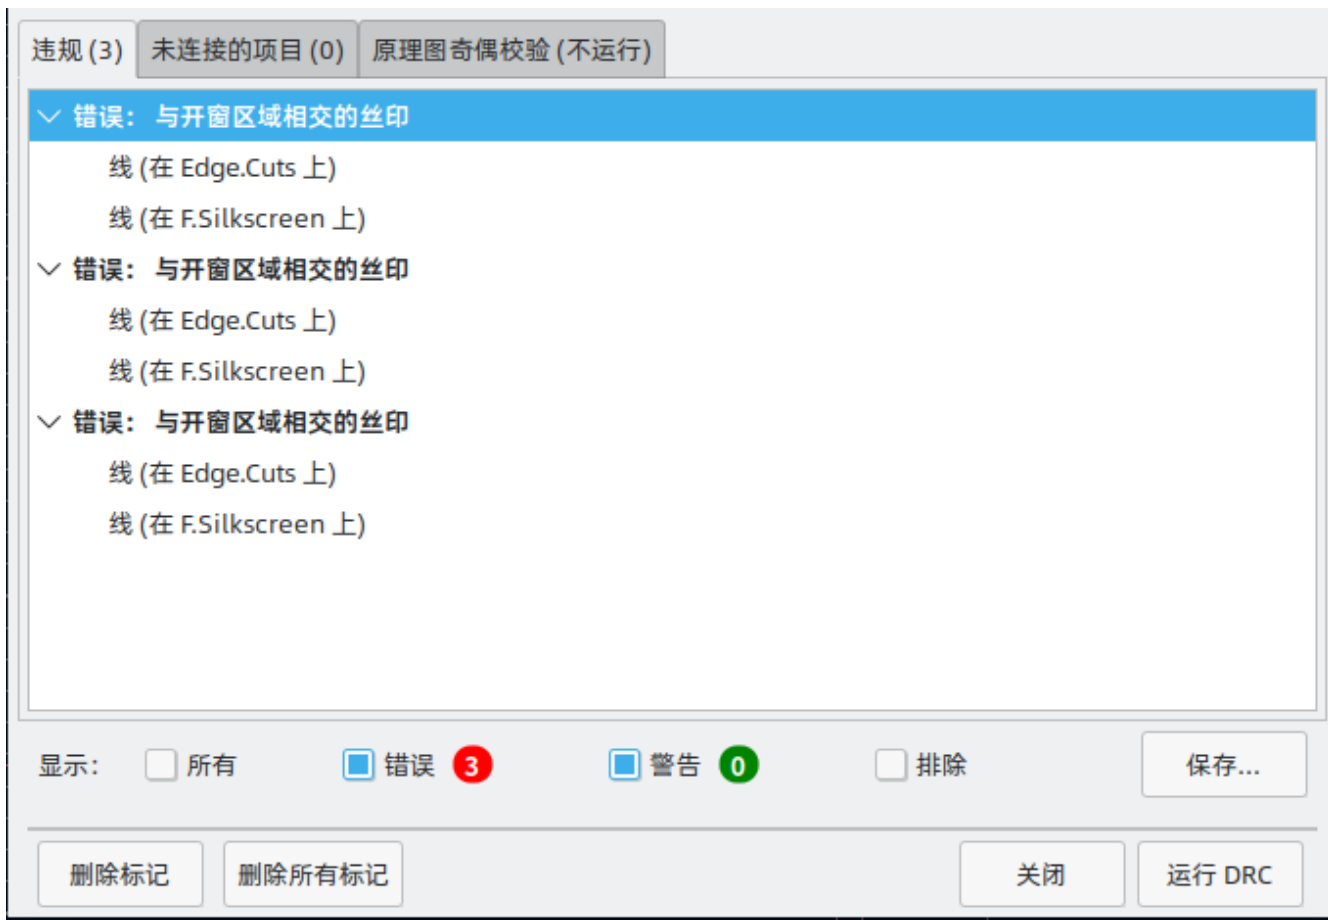 违规 (3) 未连接的项目 (0) 原理图奇偶校验 (不运行)
错误： 与开窗区域相交的丝印
线 (在 Edge.Cuts 上)
线 (在 F.Silkscreen 上)
错误： 与开窗区域相交的丝印
线 (在 Edge.Cuts 上)
线 (在 F.Silkscreen 上)
错误： 与开窗区域相交的丝印
线 (在 Edge.Cuts 上)
线 (在 F.Silkscreen 上)
显示: 所有 错误 3 警告 0 排除 保存...
删除标记 删除所有标记 关闭 运行 DRC